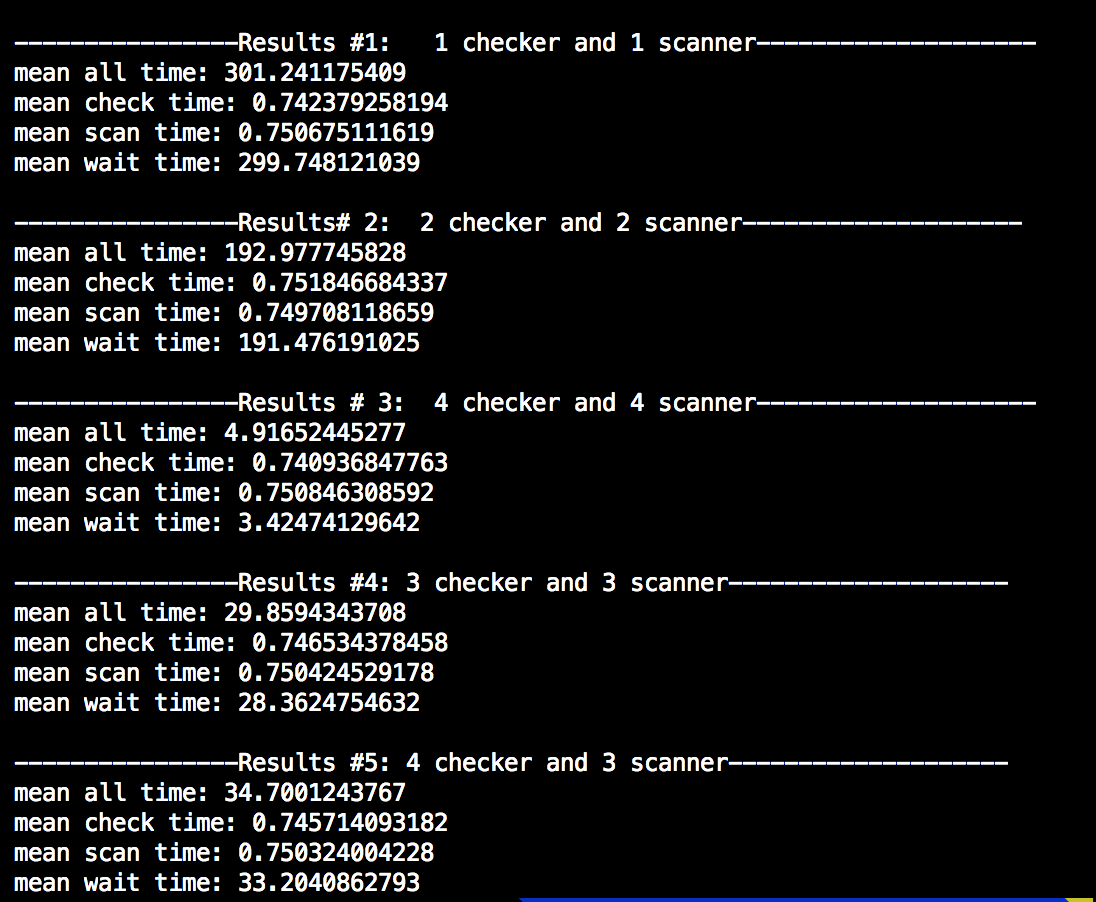 ----------------Results #1:   1 checker and 1 scanner--------------------
mean all time: 301.241175409
mean check time: 0.742379258194
mean scan time: 0.750675111619
mean wait time: 299.748121039
----------------Results# 2:  2 checker and 2 scanner--------------------
mean all time: 192.977745828
mean check time: 0.751846684337
mean scan time: 0.749708118659
mean wait time: 191.476191025
----------------Results # 3:  4 checker and 4 scanner--------------------
mean all time: 4.91652445277
mean check time: 0.740936847763
mean scan time: 0.750846308592
mean wait time: 3.42474129642
----------------Results #4: 3 checker and 3 scanner--------------------
mean all time: 29.8594343708
mean check time: 0.746534378458
mean scan time: 0.750424529178
mean wait time: 28.3624754632
----------------Results #5: 4 checker and 3 scanner--------------------
mean all time: 34.7001243767
mean check time: 0.745714093182
mean scan time: 0.750324004228
mean wait time: 33.2040862793